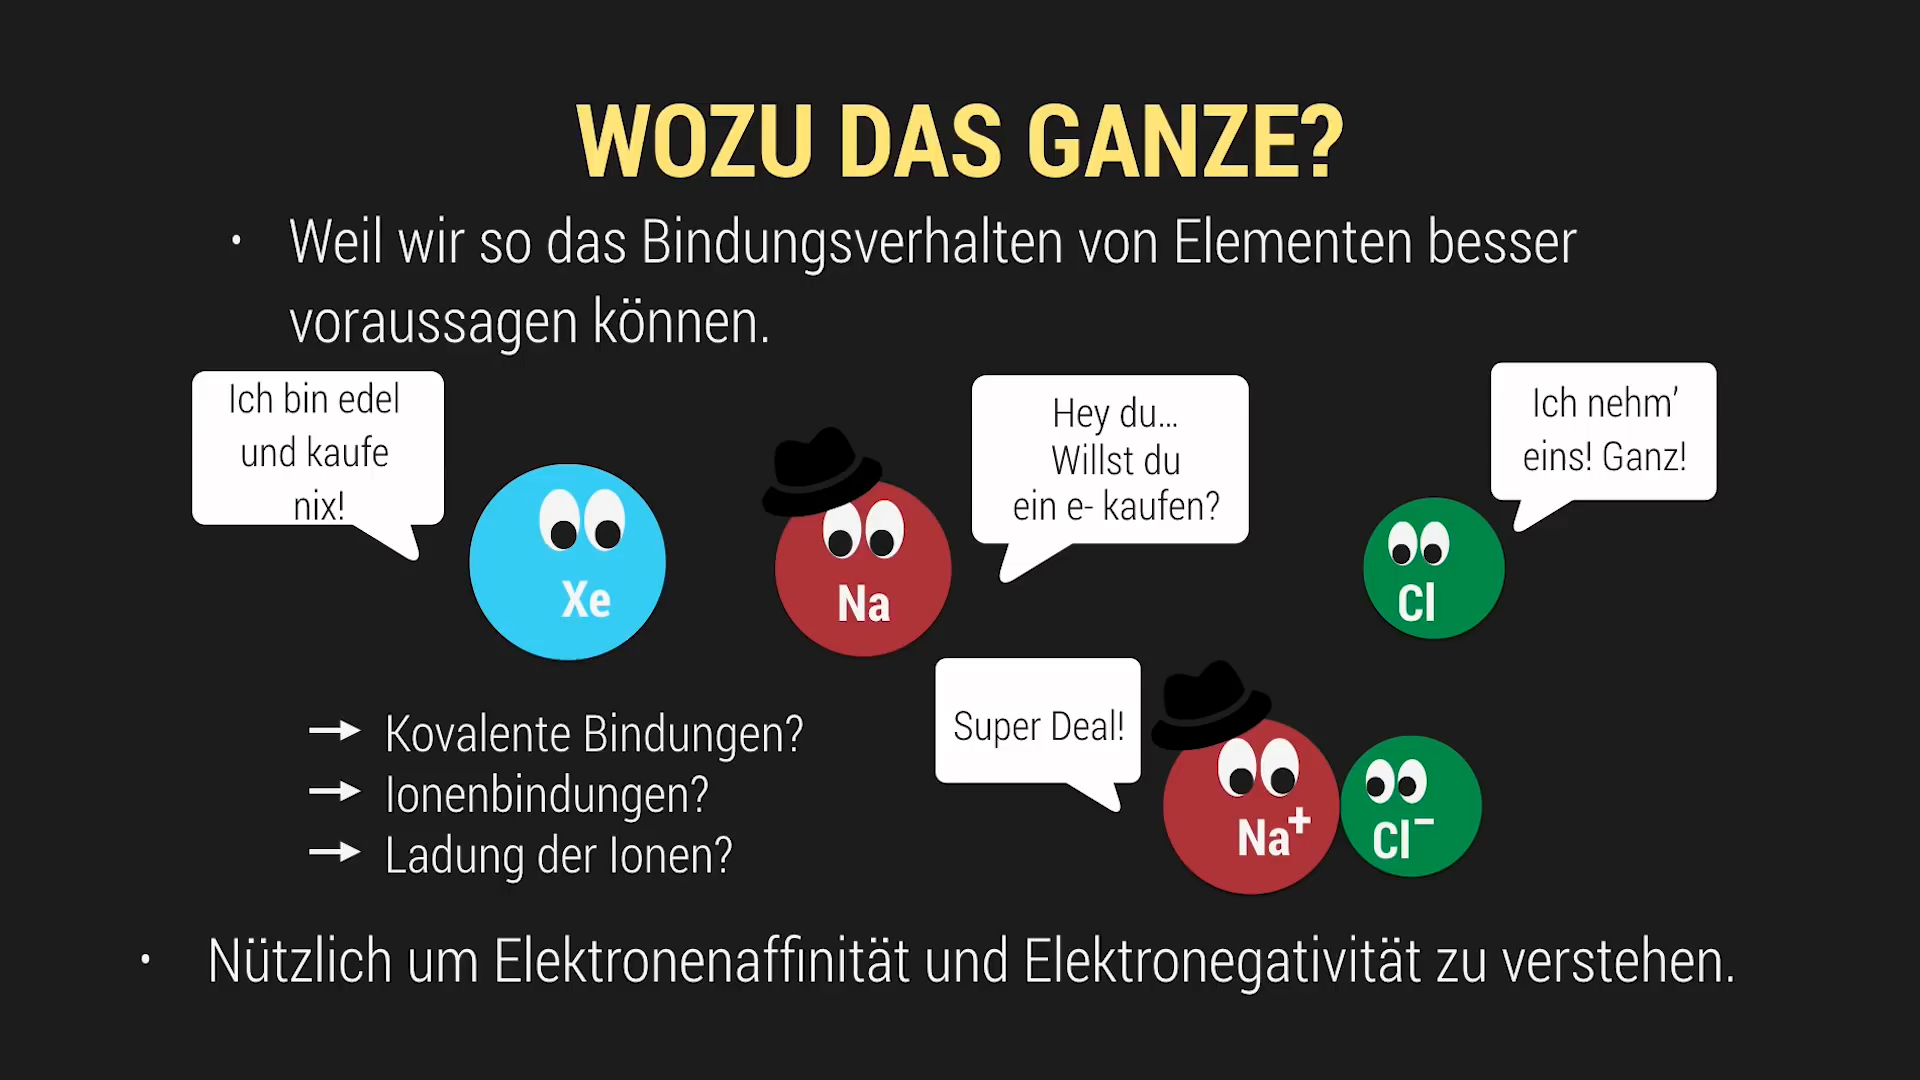 WOZU DAS GANZE?
• Weil wir so das Bindungsverhalten von Elementen besser
voraussagen können.
Ich bin edel
und kaufe
nix!
Xe
Na
Hey du...
Willst du
ein e- kaufen?
Cl
Ich nehm’
eins! Ganz!
→ Kovalente Bindungen?
→ Ionenbindungen?
→ Ladung der Ionen?
Super Deal!
Na⁺
Cl⁻
• Nützlich um Elektronenaffinität und Elektronegativität zu verstehen.